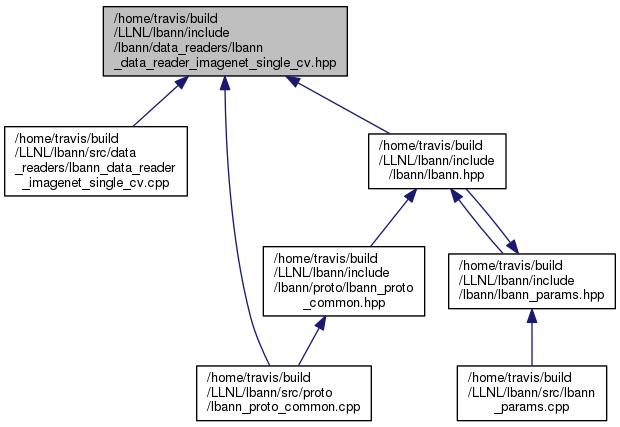 /home/travis/build
/LLNL/lbann/include
/lbann/data_readers/lbann
_data_reader_imagenet_single_cv.hpp
/home/travis/build
/LLNL/lbann/src/data
_readers/lbann_data_reader
_imagenet_single_cv.cpp
/home/travis/build
/LLNL/lbann/include
/lbann/lbann.hpp
/home/travis/build
/LLNL/lbann/include
/lbann/proto/lbann_proto
_common.hpp
/home/travis/build
/LLNL/lbann/include
/lbann/lbann_params.hpp
/home/travis/build
/LLNL/lbann/src/proto
/lbann_proto_common.cpp
/home/travis/build
/LLNL/lbann/src/lbann
_params.cpp